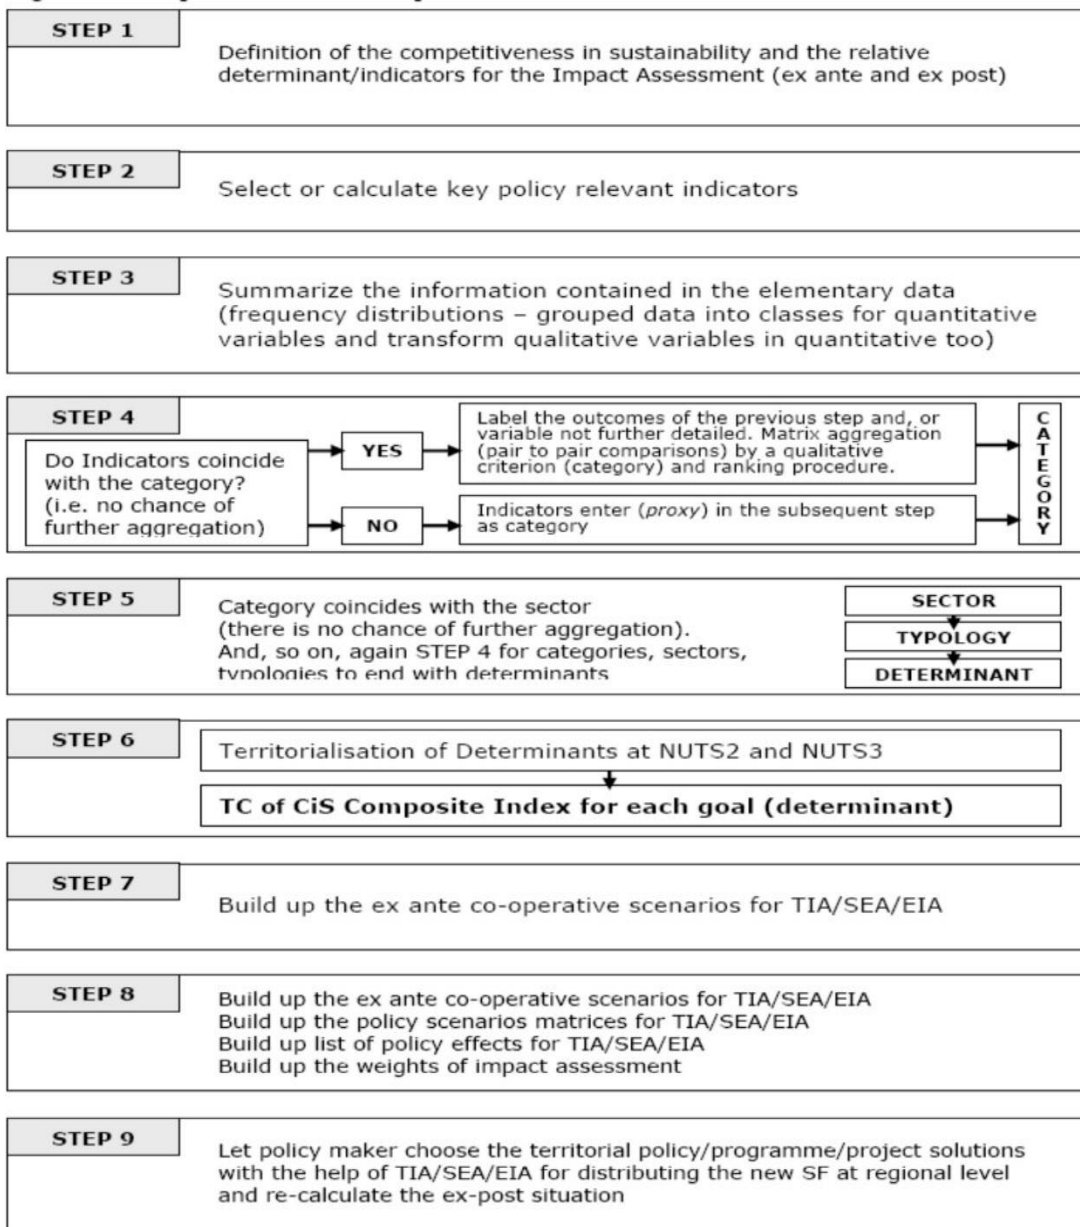 STEP 1
Definition of the competitiveness in sustainability and the relative
determinant/indicators for the Impact Assessment (ex ante and ex post)
STEP 2
Select or calculate key policy relevant indicators
STEP 3
Summarize the information contained in the elementary data
(frequency distributions – grouped data into classes for quantitative
variables and transform qualitative variables in quantitative too)
STEP 4
Do Indicators coincide
with the category?
(i.e. no chance of
further aggregation)
YES
Label the outcomes of the previous step and, or
variable not further detailed. Matrix aggregation
(pair to pair comparisons) by a qualitative
criterion (category) and ranking procedure.
NO
Indicators enter (proxy) in the subsequent step
as category
CATEGORY
STEP 5
Category coincides with the sector
(there is no chance of further aggregation).
And, so on, again STEP 4 for categories, sectors,
typologies to end with determinants
SECTOR
TYPOLOGY
DETERMINANT
STEP 6
Territorialisation of Determinants at NUTS2 and NUTS3
TC of CiS Composite Index for each goal (determinant)
STEP 7
Build up the ex ante co-operative scenarios for TIA/SEA/EIA
STEP 8
Build up the ex ante co-operative scenarios for TIA/SEA/EIA
Build up the policy scenarios matrices for TIA/SEA/EIA
Build up list of policy effects for TIA/SEA/EIA
Build up the weights of impact assessment
STEP 9
Let policy maker choose the territorial policy/programme/project solutions
with the help of TIA/SEA/EIA for distributing the new SF at regional level
and re-calculate the ex-post situation